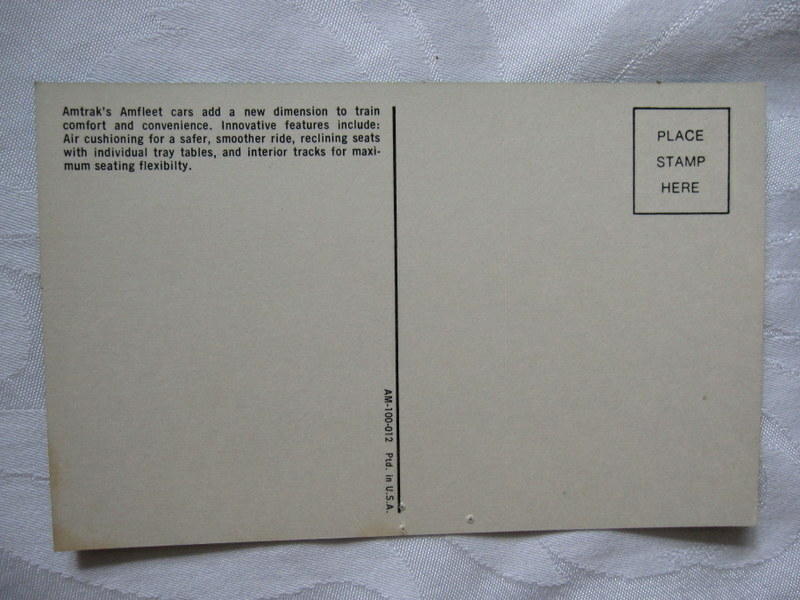 Amtrak's Amfleet cars add a new dimension to train
comfort and convenience. Innovative features include:
Air cushioning for a safer, smoother ride, reclining seats
with individual tray tables, and interior tracks for maxi-
mum seating flexibilty.
AM-100-012 Ptd. in U.S.A.
PLACE
STAMP
HERE